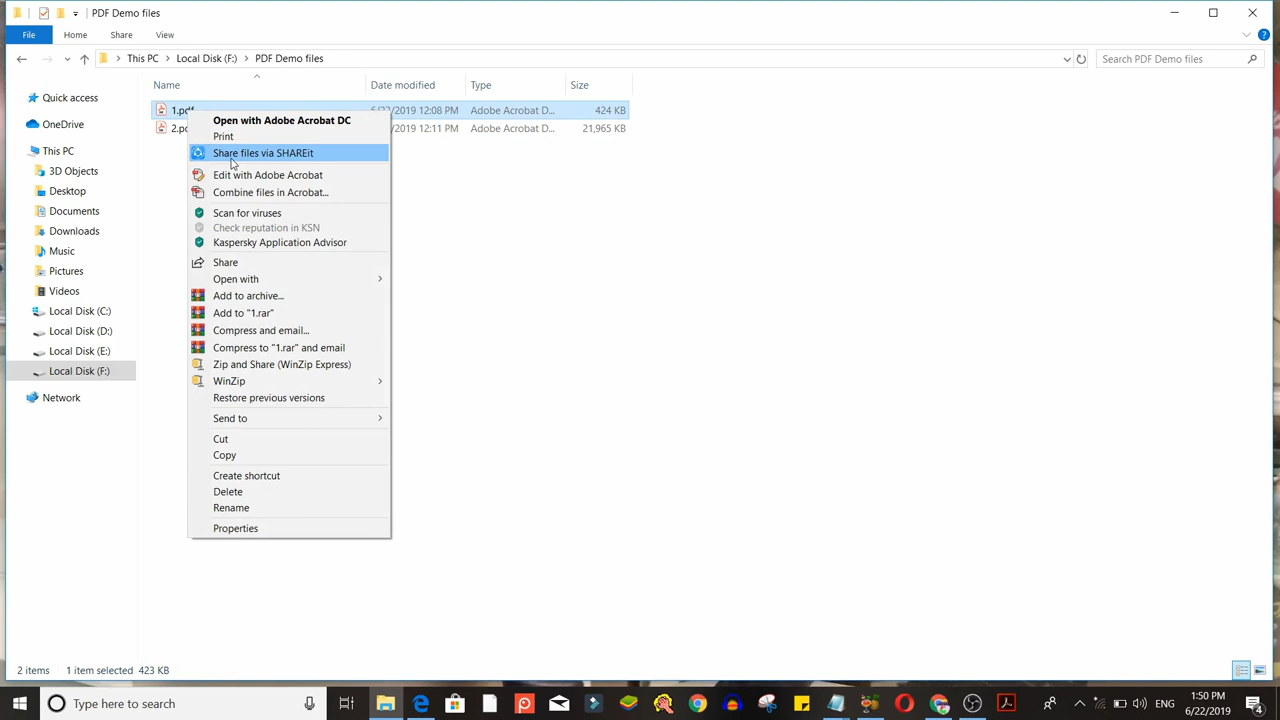 PDF Demo files
File Home Share View
This PC Local Disk (F:) PDF Demo files
Search PDF Demo files
Name Date modified Type Size
Quick access
OneDrive
This PC
3D Objects
Desktop
Documents
Downloads
Music
Pictures
Videos
Local Disk (C:)
Local Disk (D:)
Local Disk (E:)
Local Disk (F:)
Network
1.pdf 6/22/2019 12:08 PM Adobe Acrobat D... 424 KB
2019 12:11 PM Adobe Acrobat D... 21,965 KB
Open with Adobe Acrobat DC
Print
Share files via SHAREit
Edit with Adobe Acrobat
Combine files in Acrobat...
Scan for viruses
Check reputation in KSN
Kaspersky Application Advisor
Share
Open with
Add to archive...
Add to "1.rar"
Compress and email...
Compress to "1.rar" and email
Zip and Share (WinZip Express)
WinZip
Restore previous versions
Send to
Cut
Copy
Create shortcut
Delete
Rename
Properties
2 items 1 item selected 423 KB
Type here to search
ENG
1:50 PM
6/22/2019
4